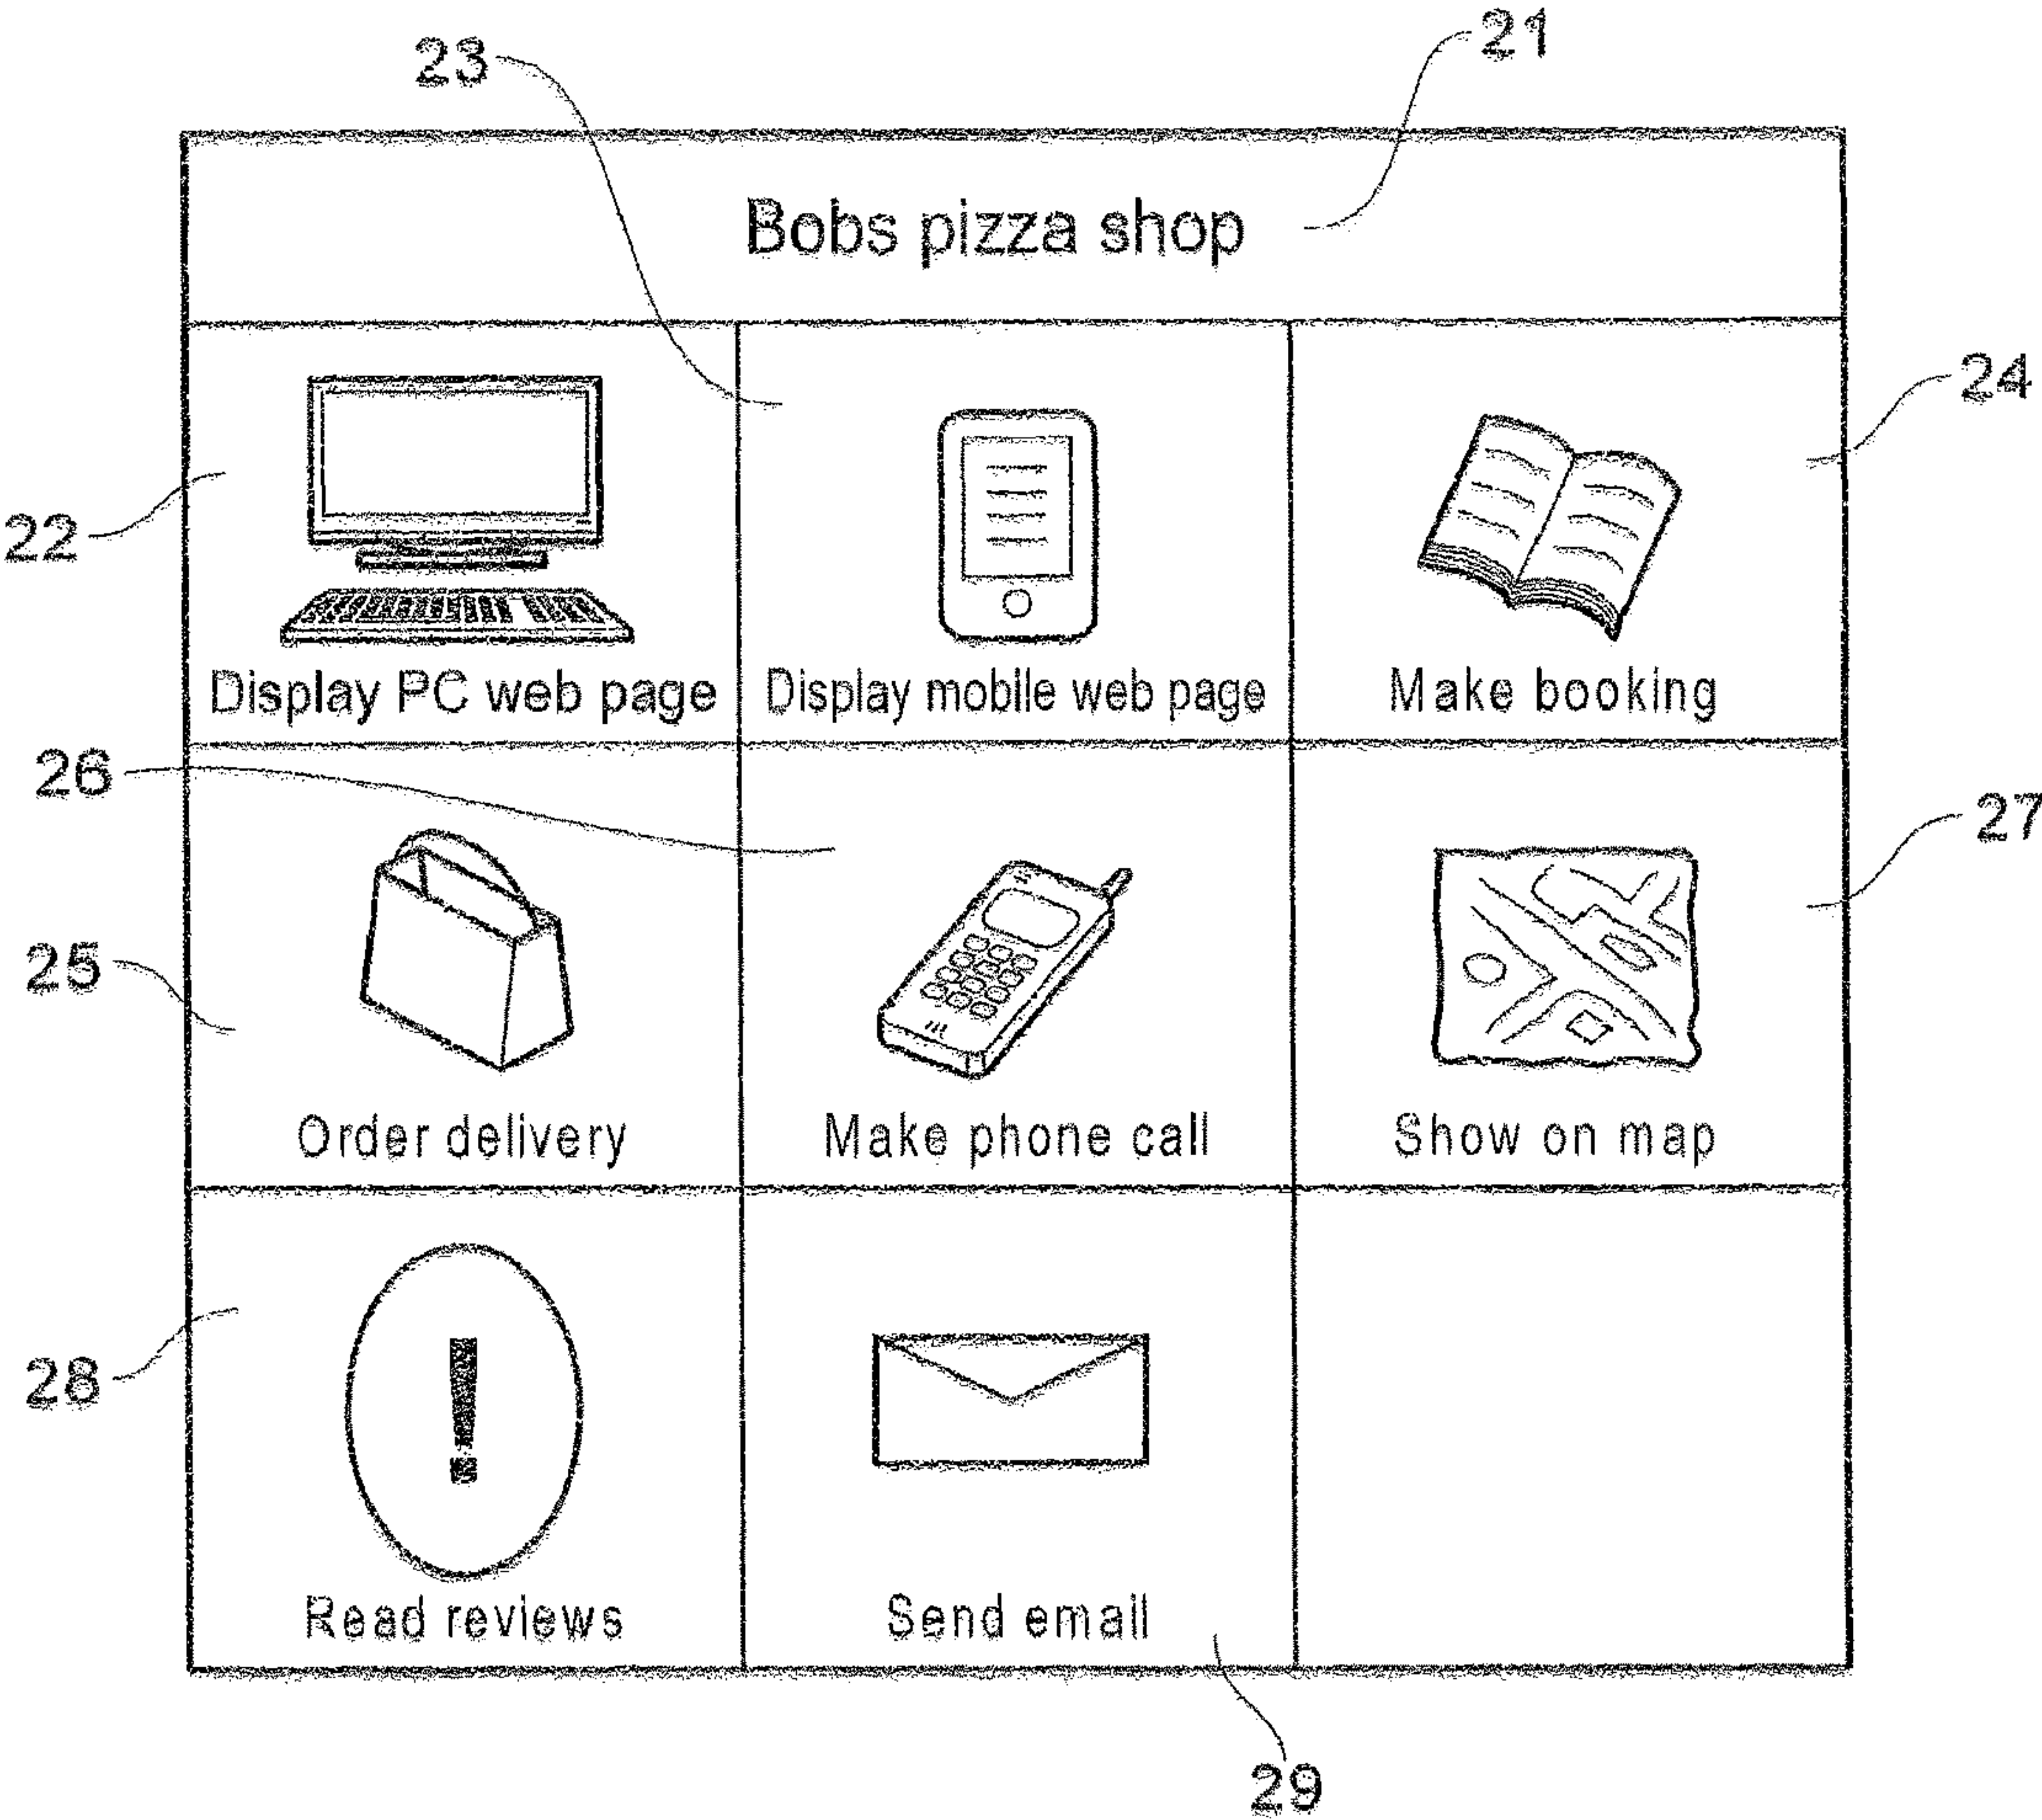 23
21
Bobs pizza shop
24
22
Display PC web page
Display mobile web page
Make booking
26
27
25
Order delivery
Make phone call
Show on map
28
!
Read reviews
Send email
29